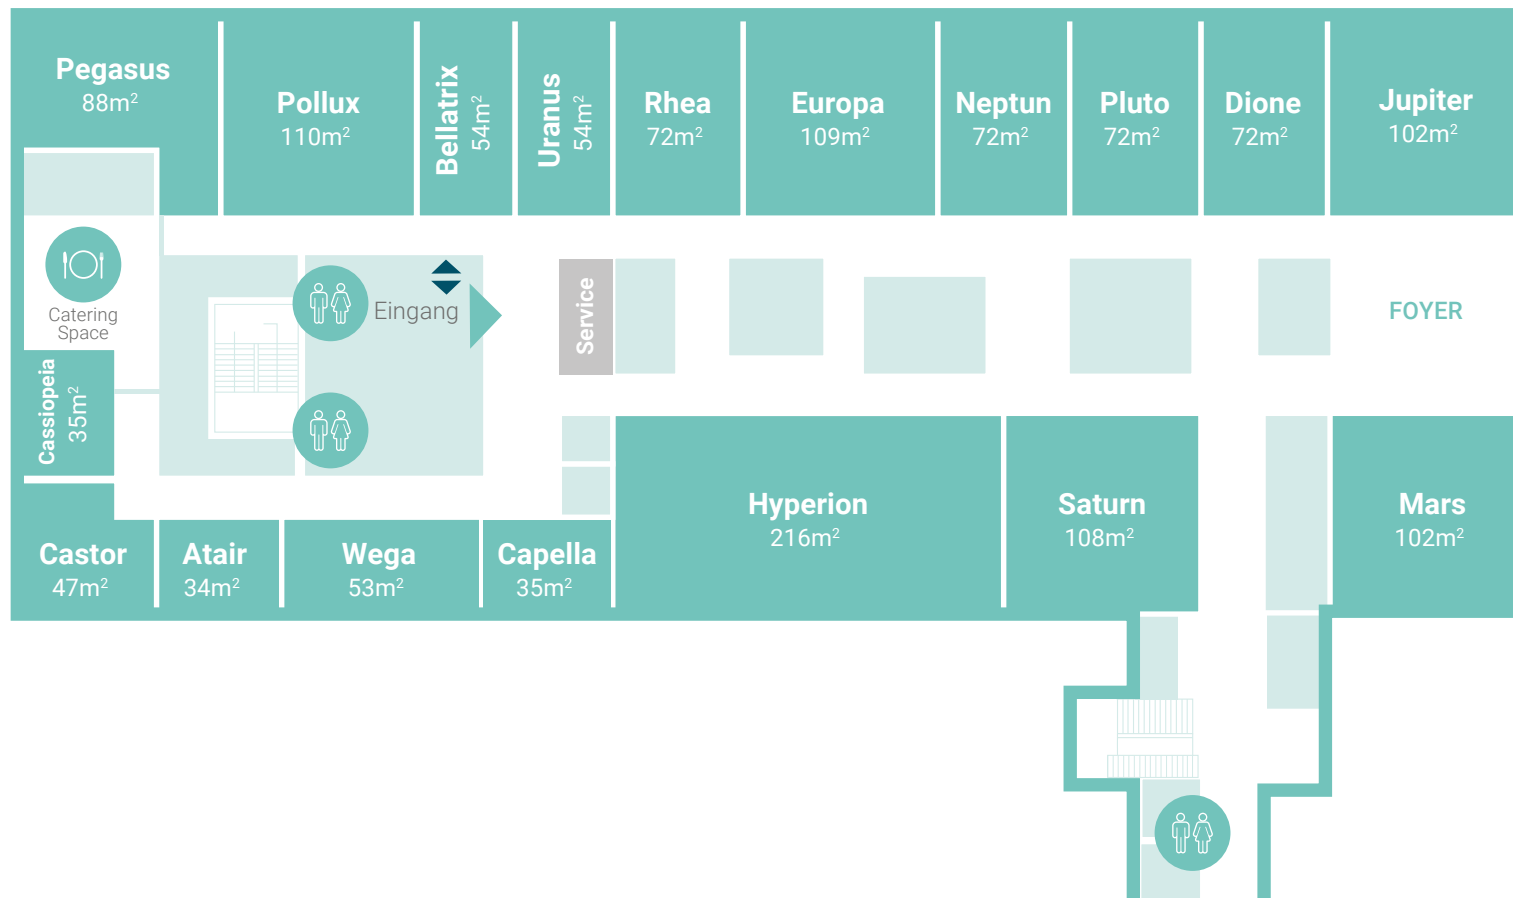 Pegasus
88m²
Pollux
110m²
Bellatrix
54m²
Uranus
54m²
Rhea
72m²
Europa
109m²
Neptun
72m²
Pluto
72m²
Dione
72m²
Jupiter
102m²
Catering
Space
Eingang
Service
FOYER
Cassiopeia
35m²
Castor
47m²
Atair
34m²
Wega
53m²
Capella
35m²
Hyperion
216m²
Saturn
108m²
Mars
102m²